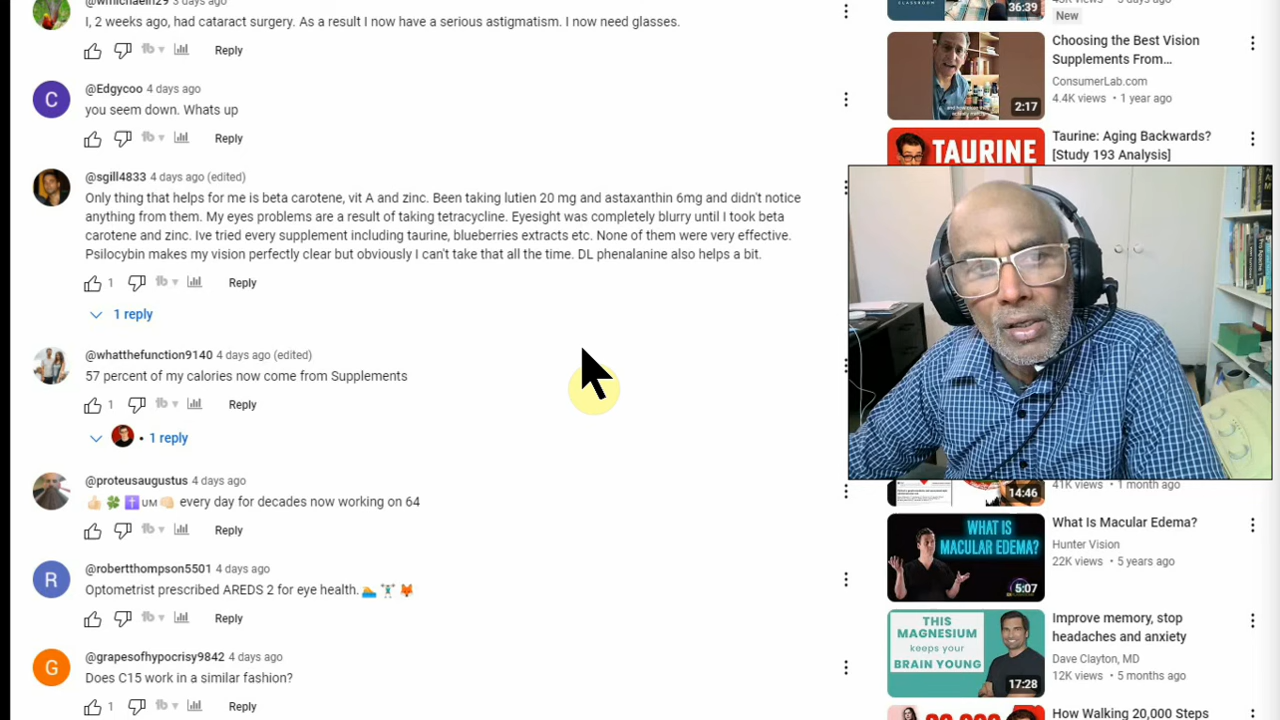 @wmichaeln29 3 days ago
I, 2 weeks ago, had cataract surgery. As a result I now have a serious astigmatism. I now need glasses.
Reply
@Edgycoo 4 days ago
C
you seem down. Whats up
Reply
@sgill4833 4 days ago (edited)
Only thing that helps for me is beta carotene, vit A and zinc. Been taking lutien 20 mg and astaxanthin 6mg and didn't notice
anything from them. My eyes problems are a result of taking tetracycline. Eyesight was completely blurry until I took beta
carotene and zinc. Ive tried every supplement including taurine, blueberries extracts etc. None of them were very effective.
Psilocybin makes my vision perfectly clear but obviously I can't take that all the time. DL phenalanine also helps a bit.
1 Reply
1 reply
@whatthefunction9140 4 days ago (edited)
57 percent of my calories now come from Supplements
1 Reply
1 reply
@proteusaugustus 4 days ago
👍🍀✝️UM👊 every day for decades now working on 64
Reply
@robertthompson5501 4 days ago
R
Optometrist prescribed AREDS 2 for eye health. 🏊🏋🦊
Reply
@grapesofhypocrisy9842 4 days ago
G
Does C15 work in a similar fashion?
1 Reply
CLASSROOM
36:39
New
Choosing the Best Vision
Supplements From...
ConsumerLab.com
4.4K views • 1 year ago
2:17
TAURINE
Taurine: Aging Backwards?
[Study 193 Analysis]
14:46
41K views • 1 month ago
WHAT IS
MACULAR EDEMA?
5:07
What Is Macular Edema?
Hunter Vision
22K views • 5 years ago
THIS
MAGNESIUM
keeps your
BRAIN YOUNG
17:28
Improve memory, stop
headaches and anxiety
Dave Clayton, MD
12K views • 5 months ago
20,000
How Walking 20,000 Steps